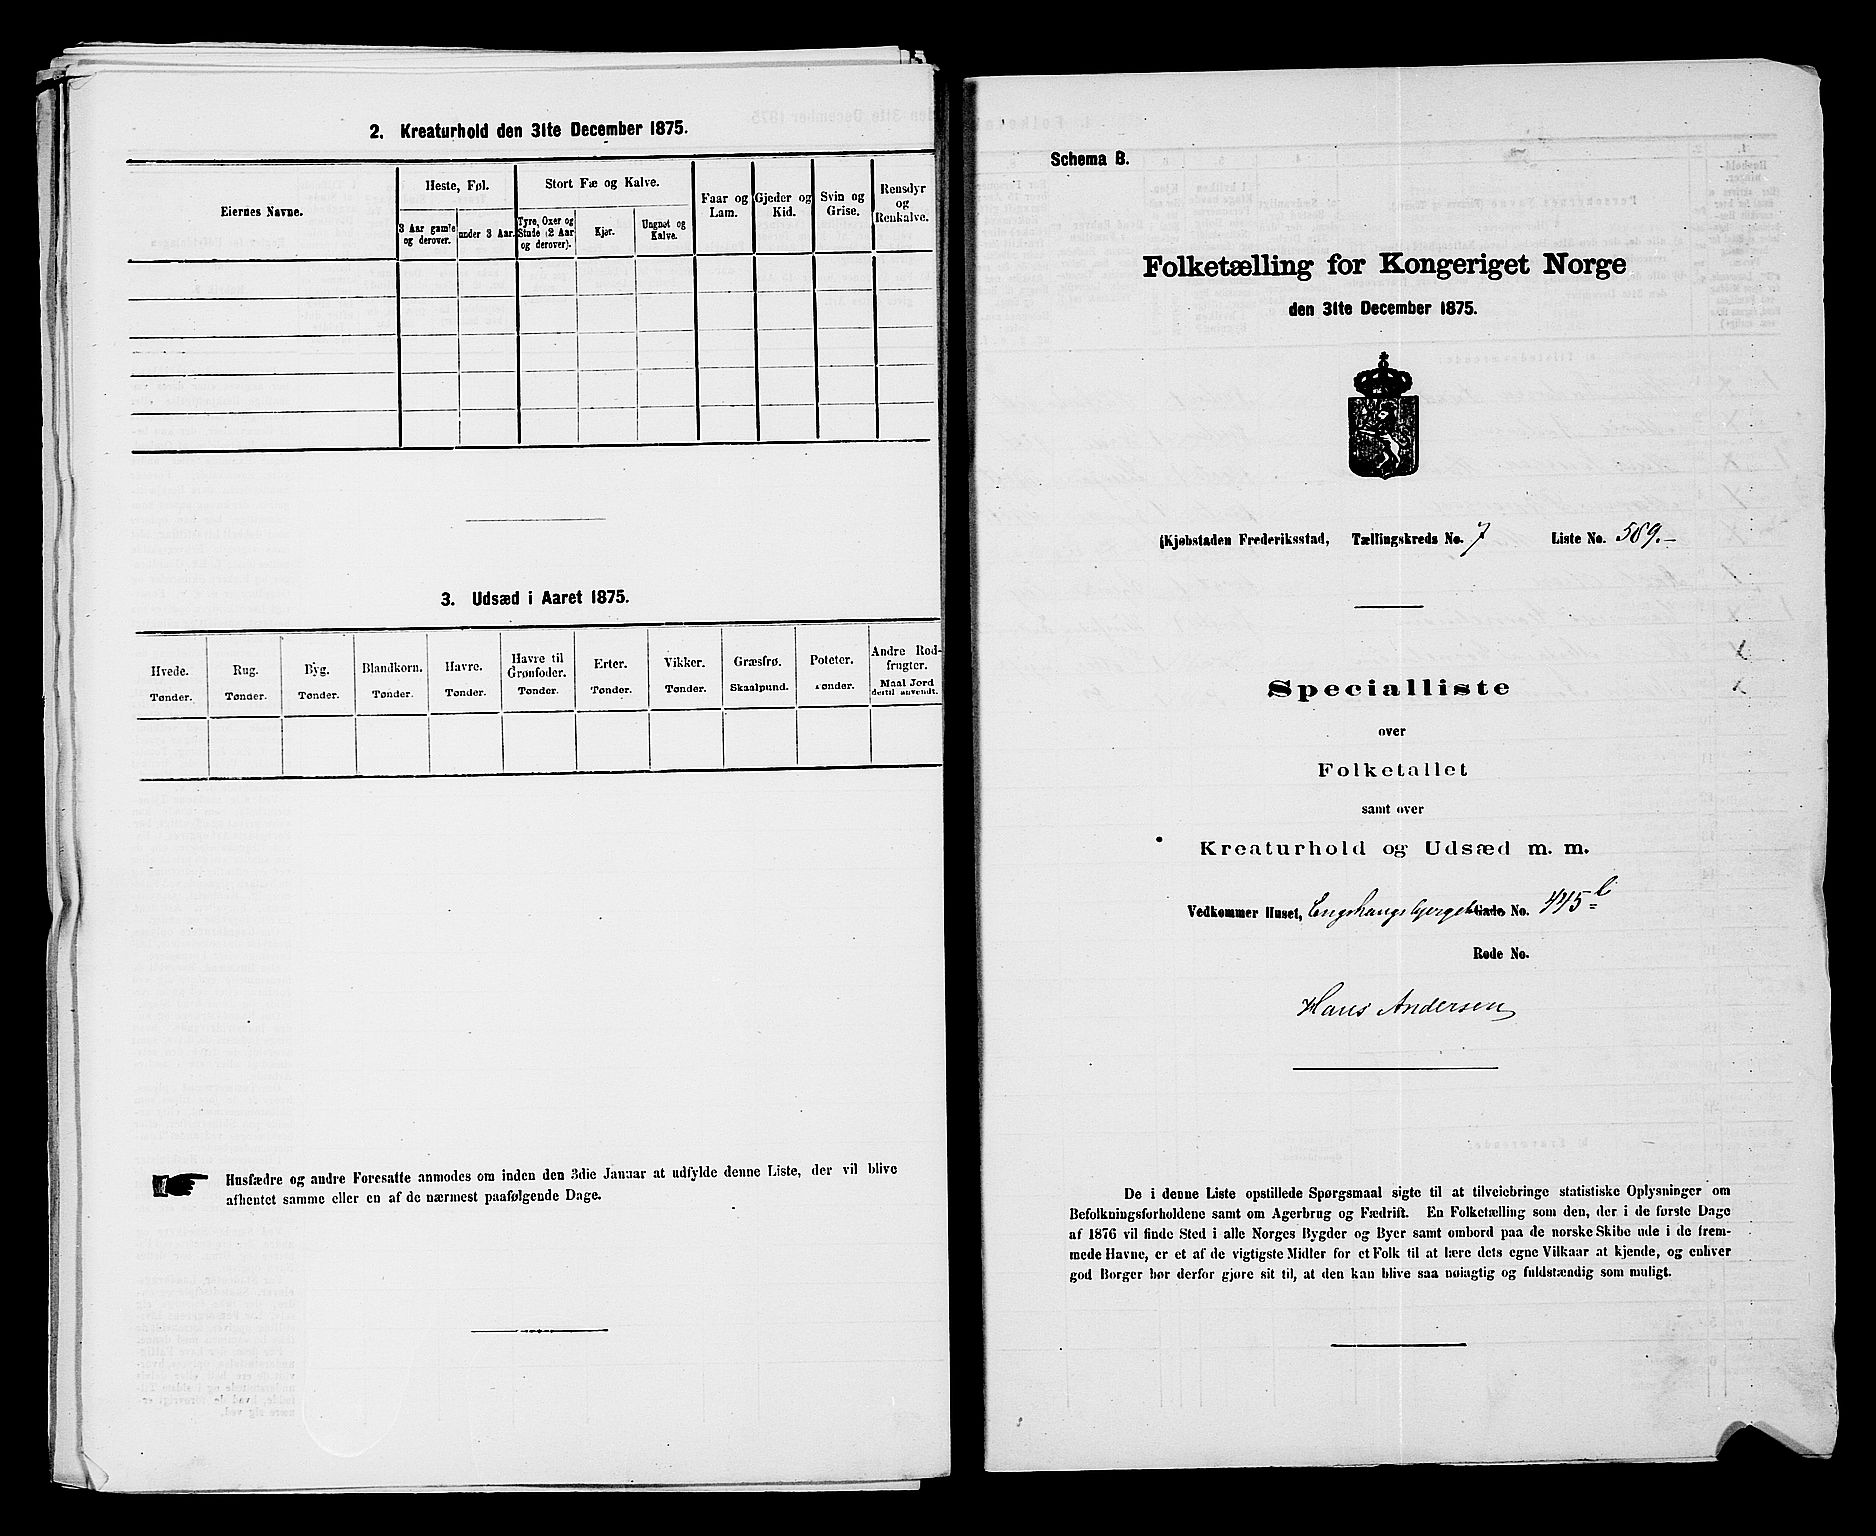 2. Kreaturhold den 31te December 1875.
Eiernes Navne.
Heste, Føl.
3 Aar gamle og derover.
under 3 Aar.
Stort Fæ og Kalve.
Tyre, Oxer og Stude (2 Aar og derover).
Kjør.
Ungnøt og Kalve.
Faar og Lam.
Gjeder og Kid.
Svin og Grise.
Rensdyr og Renkalve.
3. Udsæd i Aaret 1875.
Hvede. Tønder.
Rug. Tønder.
Byg. Tønder.
Blandkorn. Tønder.
Havre. Tønder.
Havre til Grønfoder. Tønder.
Erter. Tønder.
Vikker. Tønder.
Græsfrø. Skaalpund.
Poteter. Tønder.
Andre Rodfrugter. Maal Jord dertil anvendt.
Husfædre og andre Foresatte anmodes om inden den 3die Januar at udfylde denne Liste, der vil blive
afhentet samme eller en af de nærmest paafølgende Dage.
Schema B.
Folketælling for Kongeriget Norge
den 31te December 1875.
(Kjøbstaden Frederiksstad, Tællingskreds No. 7 Liste No. 589.
Specialliste
over
Folketallet
samt over
Kreaturhold og Udsæd m. m.
Vedkommer Huset, Gade No. 445 b
Rode No.
Hans Andersen
De i denne Liste opstillede Spørgsmaal sigte til at tilveiebringe statistiske Oplysninger om
Befolkningsforholdene samt om Agerbrug og Fædrift. En Folketælling som den, der i de første Dage
af 1876 vil finde Sted i alle Norges Bygder og Byer samt ombord paa de norske Skibe ude i de frem-
mede Havne, er et af de vigtigste Midler for et Folk til at lære dets egne Vilkaar at kjende, og enhver
god Borger bør derfor gjøre sit til, at den kan blive saa nøiagtig og fuldstændig som muligt.